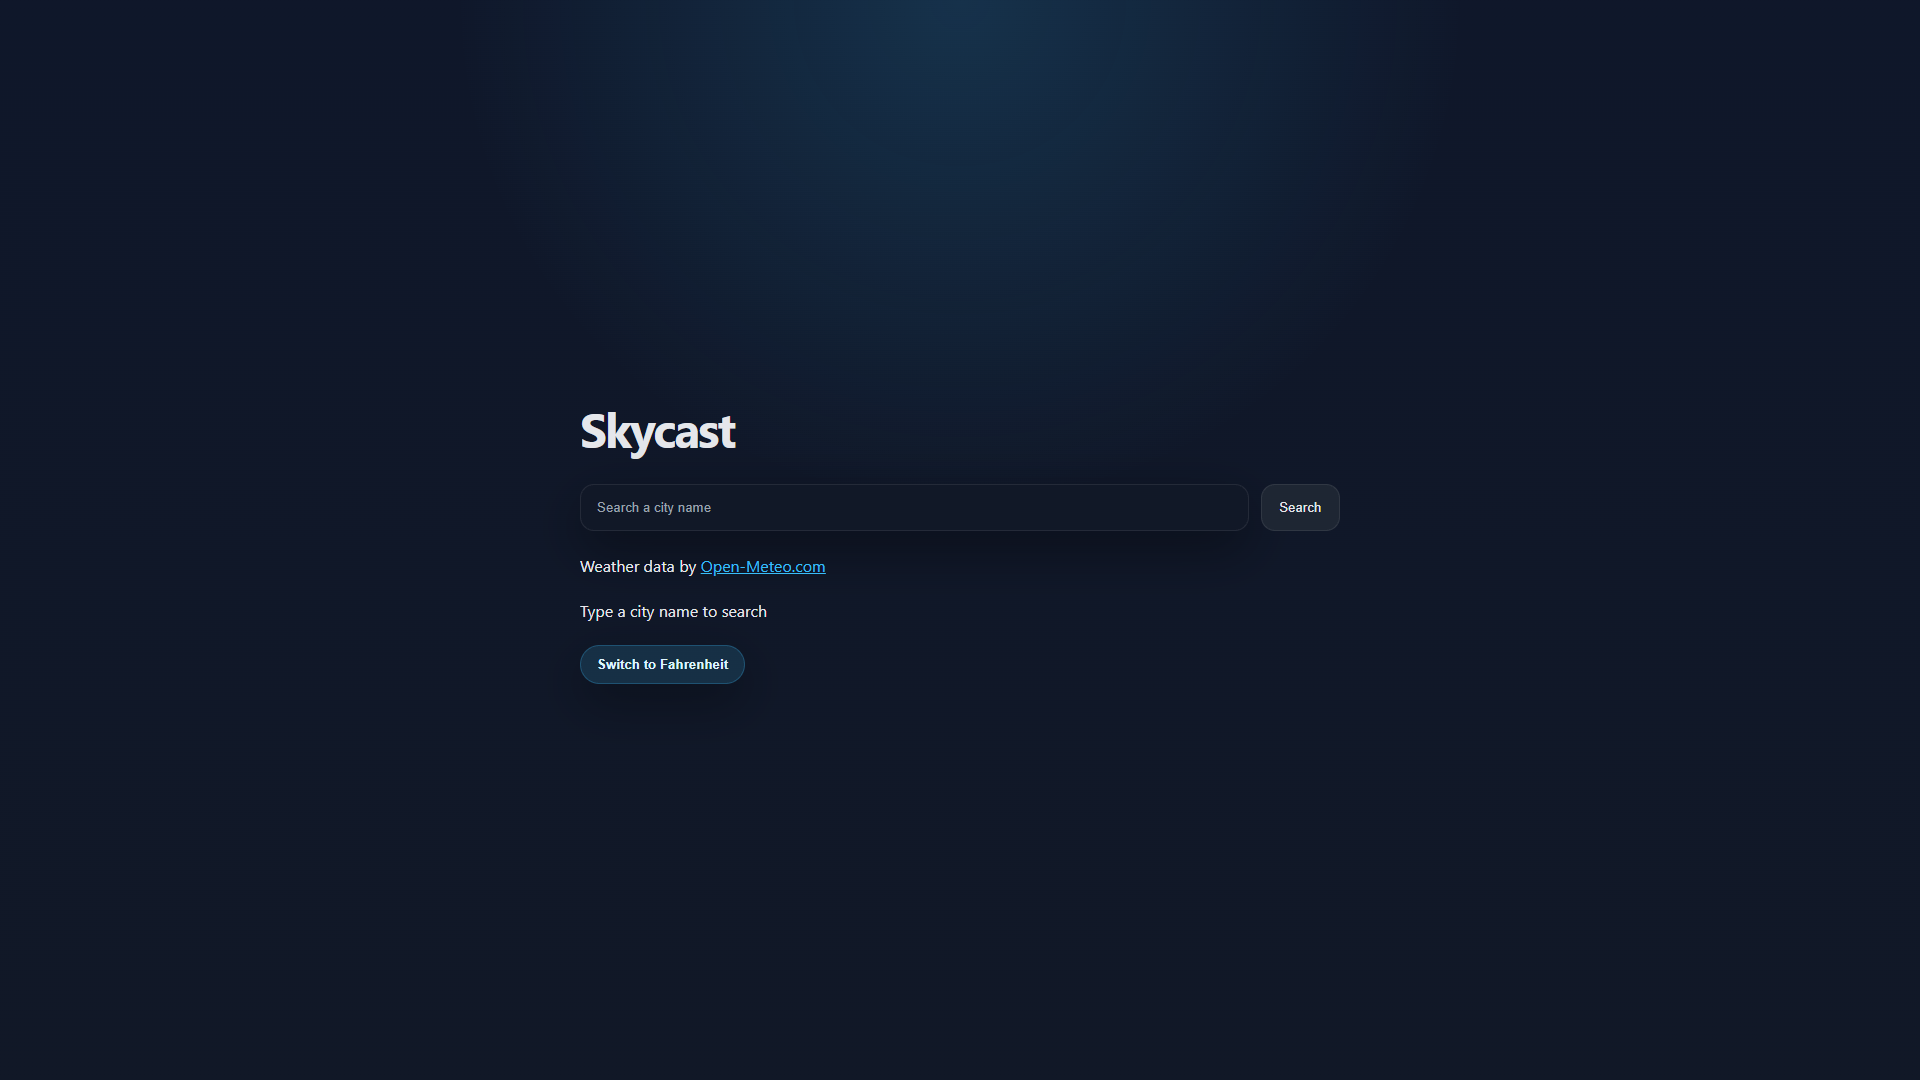 Skycast
Search a city name
Search
Weather data by Open-Meteo.com
Type a city name to search
Switch to Fahrenheit